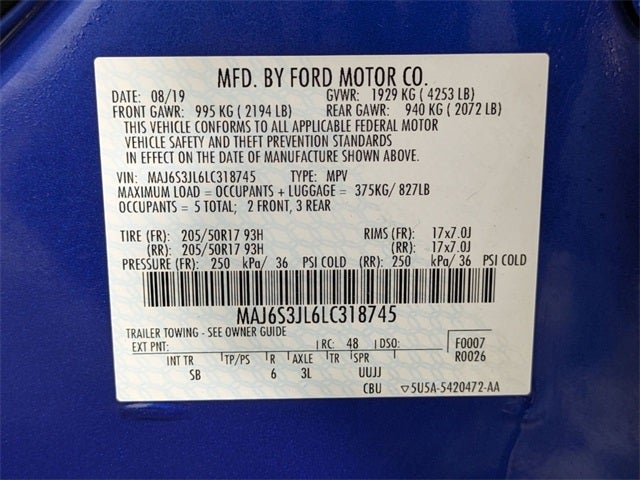 MFD. BY FORD MOTOR CO.
DATE: 08/19 GVWR: 1929 KG ( 4253 LB)
FRONT GAWR: 995 KG ( 2194 LB) REAR GAWR: 940 KG ( 2072 LB)
THIS VEHICLE CONFORMS TO ALL APPLICABLE FEDERAL MOTOR
VEHICLE SAFETY AND THEFT PREVENTION STANDARDS
IN EFFECT ON THE DATE OF MANUFACTURE SHOWN ABOVE.
VIN: MAJ6S3JL6LC318745 TYPE: MPV
MAXIMUM LOAD = OCCUPANTS + LUGGAGE = 375KG/ 827LB
OCCUPANTS = 5 TOTAL; 2 FRONT, 3 REAR
TIRE (FR): 205/50R17 93H RIMS (FR): 17x7.0J
(RR): 205/50R17 93H (RR): 17x7.0J
PRESSURE (FR): 250 kPa/ 36 PSI COLD (RR): 250 kPa/ 36 PSI COLD
MAJ6S3JL6LC318745
TRAILER TOWING - SEE OWNER GUIDE
EXT PNT: RC: 48 DSO: F0007
R0026
INT TR TP/PS R AXLE TR SPR
SB 6 3L UUJJ
CBU ▽5U5A-5420472-AA